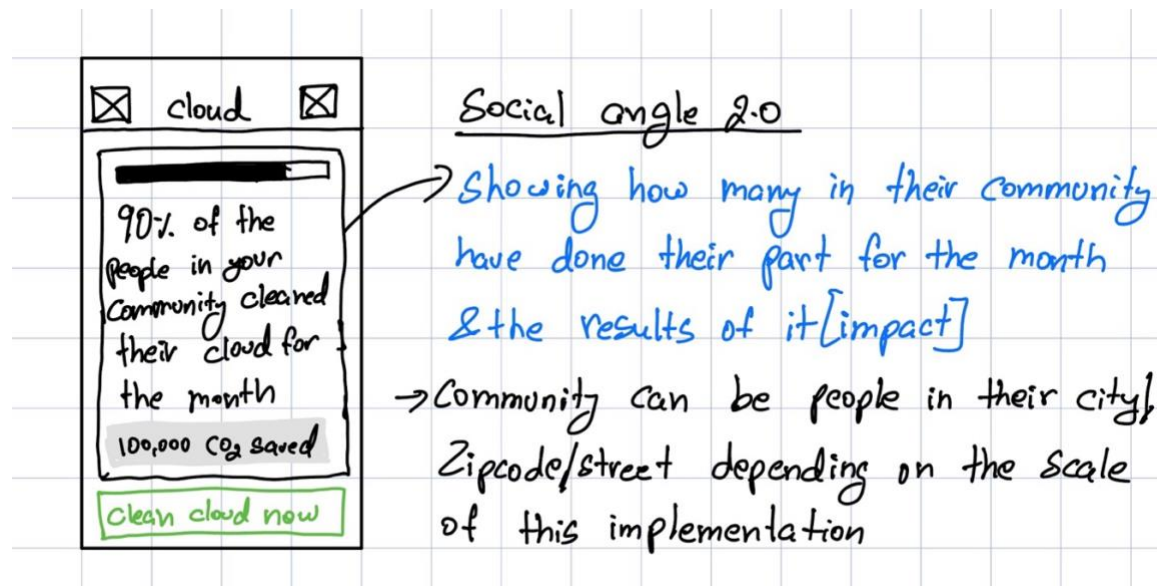 cloud
90% of the
people in your
Community cleaned
their cloud for
the month
100,000 CO₂ saved
Clean cloud now
Social angle 2.0
Showing how many in their community
have done their part for the month
& the results of it [impact]
→ Community can be people in their city/
Zipcode/street depending on the scale
of this implementation